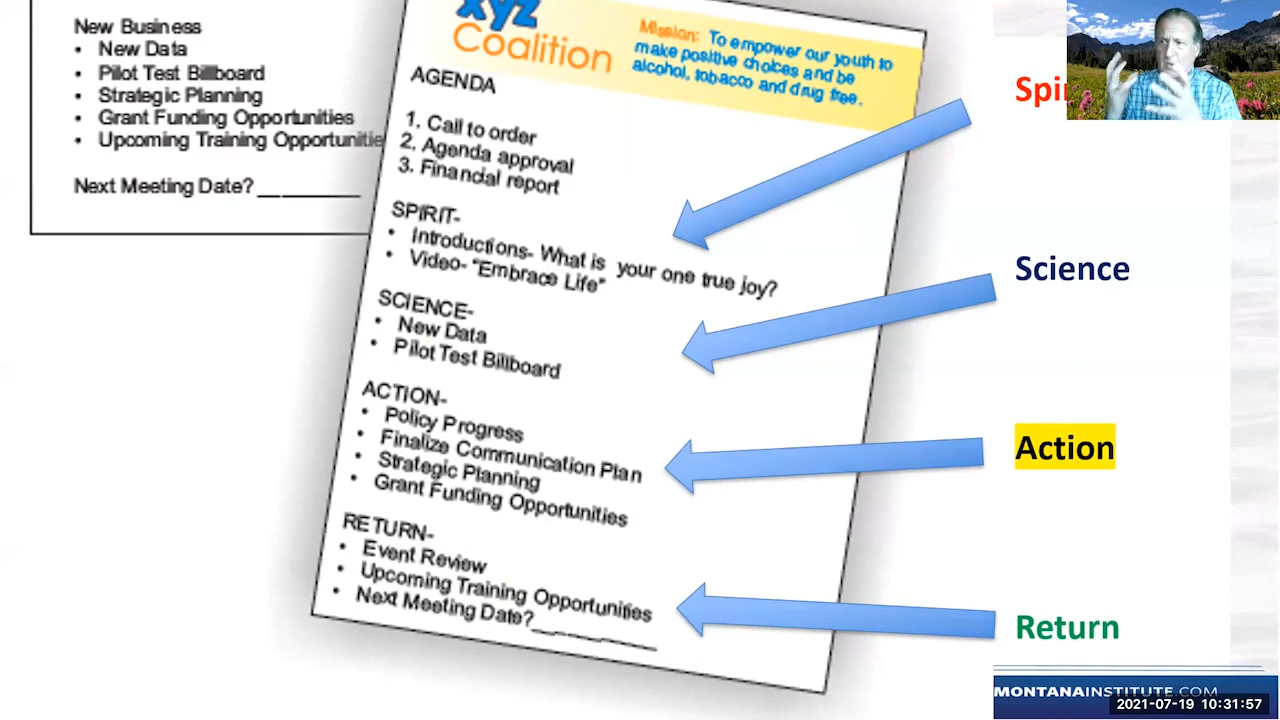 New Business
• New Data
• Pilot Test Billboard
• Strategic Planning
• Grant Funding Opportunities
• Upcoming Training
Next Meeting Date? __________
xyz
Coalition
Mission: To empower our youth to
make positive choices and be
alcohol, tobacco and drug free.
AGENDA
1. Call to order
2. Agenda approval
3. Financial report
SPIRIT-
• Introductions- What is your one true joy?
• Video- "Embrace Life"
SCIENCE-
• New Data
• Pilot Test Billboard
ACTION-
• Policy Progress
• Finalize Communication Plan
• Strategic Planning
• Grant Funding Opportunities
RETURN-
• Event Review
• Upcoming Training Opportunities
• Next Meeting Date?__________
Science
Action
Return
MONTANAINSTITUTE.COM
2021-07-19 10:31:57